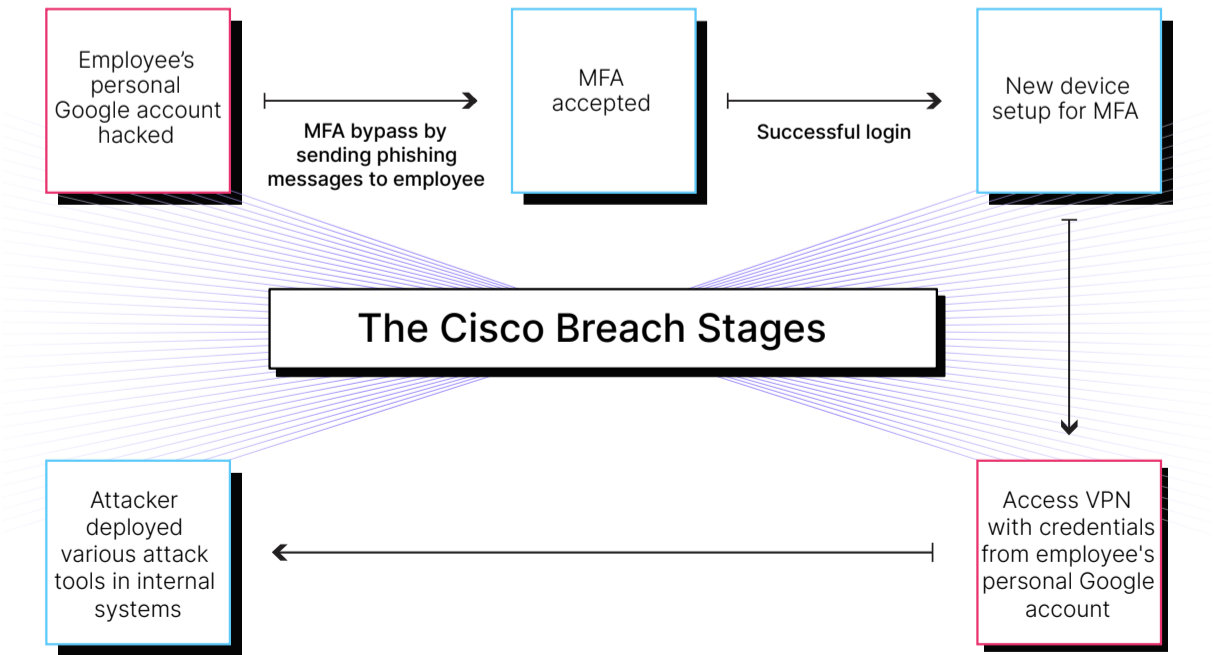 Employee’s
personal
Google account
hacked
MFA bypass by
sending phishing
messages to employee
MFA
accepted
Successful login
New device
setup for MFA
The Cisco Breach Stages
Access VPN
with credentials
from employee's
personal Google
account
Attacker
deployed
various attack
tools in internal
systems